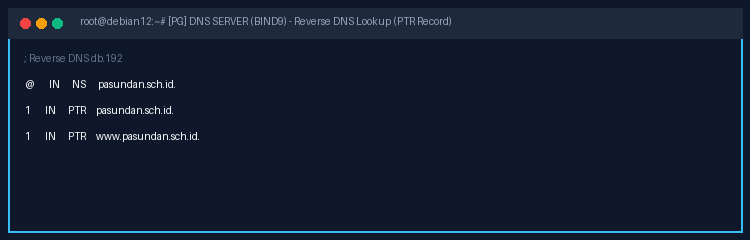 root@debian12:~# [PG] DNS SERVER (BIND9) - Reverse DNS Lookup (PTR Record)
; Reverse DNS db.192
@ IN NS pasundan.sch.id.
1 IN PTR pasundan.sch.id.
1 IN PTR www.pasundan.sch.id.